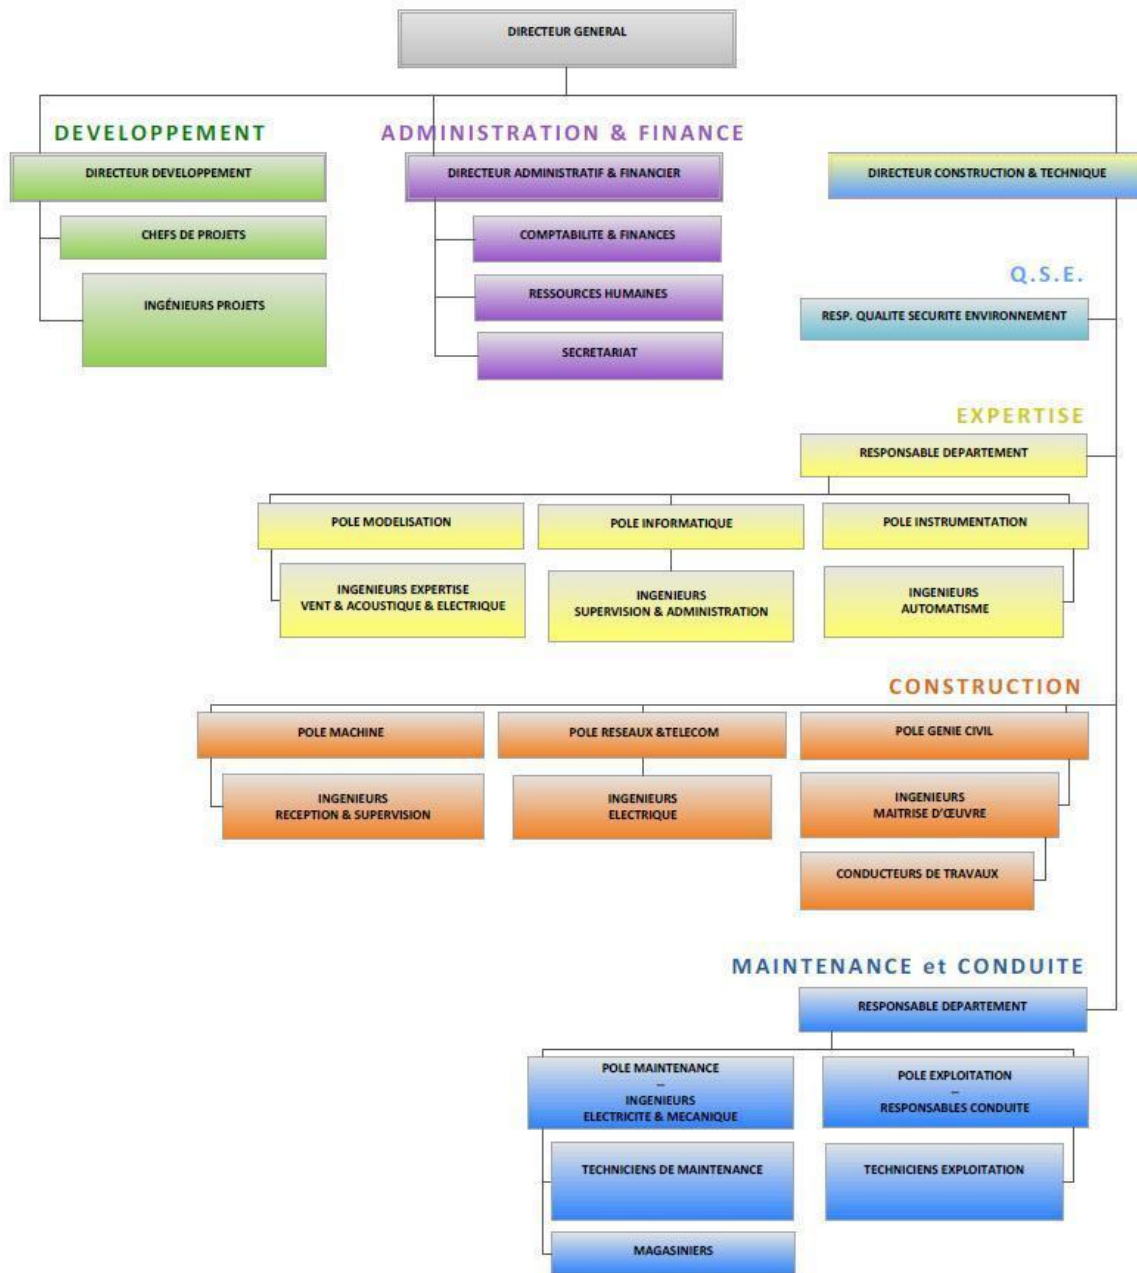 DIRECTEUR GENERAL
DEVELOPPEMENT
ADMINISTRATION & FINANCE
DIRECTEUR DEVELOPPEMENT
DIRECTEUR ADMINISTRATIF & FINANCIER
DIRECTEUR CONSTRUCTION & TECHNIQUE
CHEFS DE PROJETS
COMPTABILITE & FINANCES
Q.S.E.
INGÉNIEURS PROJETS
RESSOURCES HUMAINES
RESP. QUALITE SECURITE ENVIRONNEMENT
SECRETARIAT
EXPERTISE
RESPONSABLE DEPARTEMENT
POLE MODELISATION
POLE INFORMATIQUE
POLE INSTRUMENTATION
INGENIEURS EXPERTISE
VENT & ACOUSTIQUE & ELECTRIQUE
INGENIEURS
SUPERVISION & ADMINISTRATION
INGENIEURS
AUTOMATISME
CONSTRUCTION
POLE MACHINE
POLE RESEAUX &TELECOM
POLE GENIE CIVIL
INGENIEURS
RECEPTION & SUPERVISION
INGENIEURS
ELECTRIQUE
INGENIEURS
MAITRISE D'ŒUVRE
CONDUCTEURS DE TRAVAUX
MAINTENANCE et CONDUITE
RESPONSABLE DEPARTEMENT
POLE MAINTENANCE
–
INGENIEURS
ELECTRICITE & MECANIQUE
POLE EXPLOITATION
–
RESPONSABLES CONDUITE
TECHNICIENS DE MAINTENANCE
TECHNICIENS EXPLOITATION
MAGASINIERS